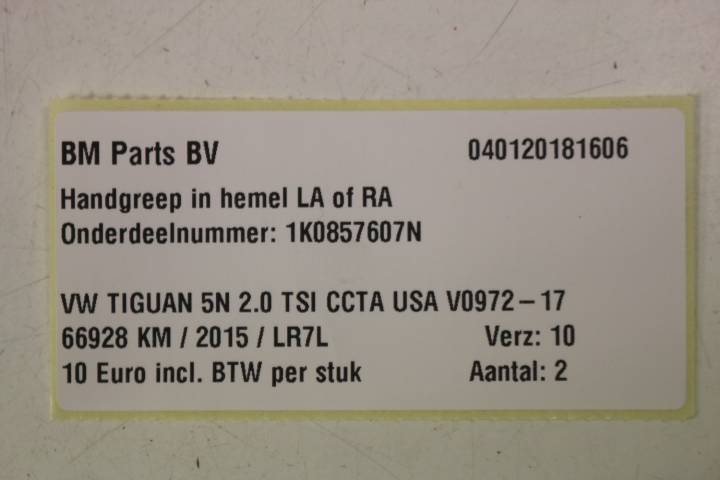 BM Parts BV 040120181606
Handgreep in hemel LA of RA
Onderdeelnummer: 1K0857607N
VW TIGUAN 5N 2.0 TSI CCTA USA V0972-17
66928 KM / 2015 / LR7L Verz: 10
10 Euro incl. BTW per stuk Aantal: 2